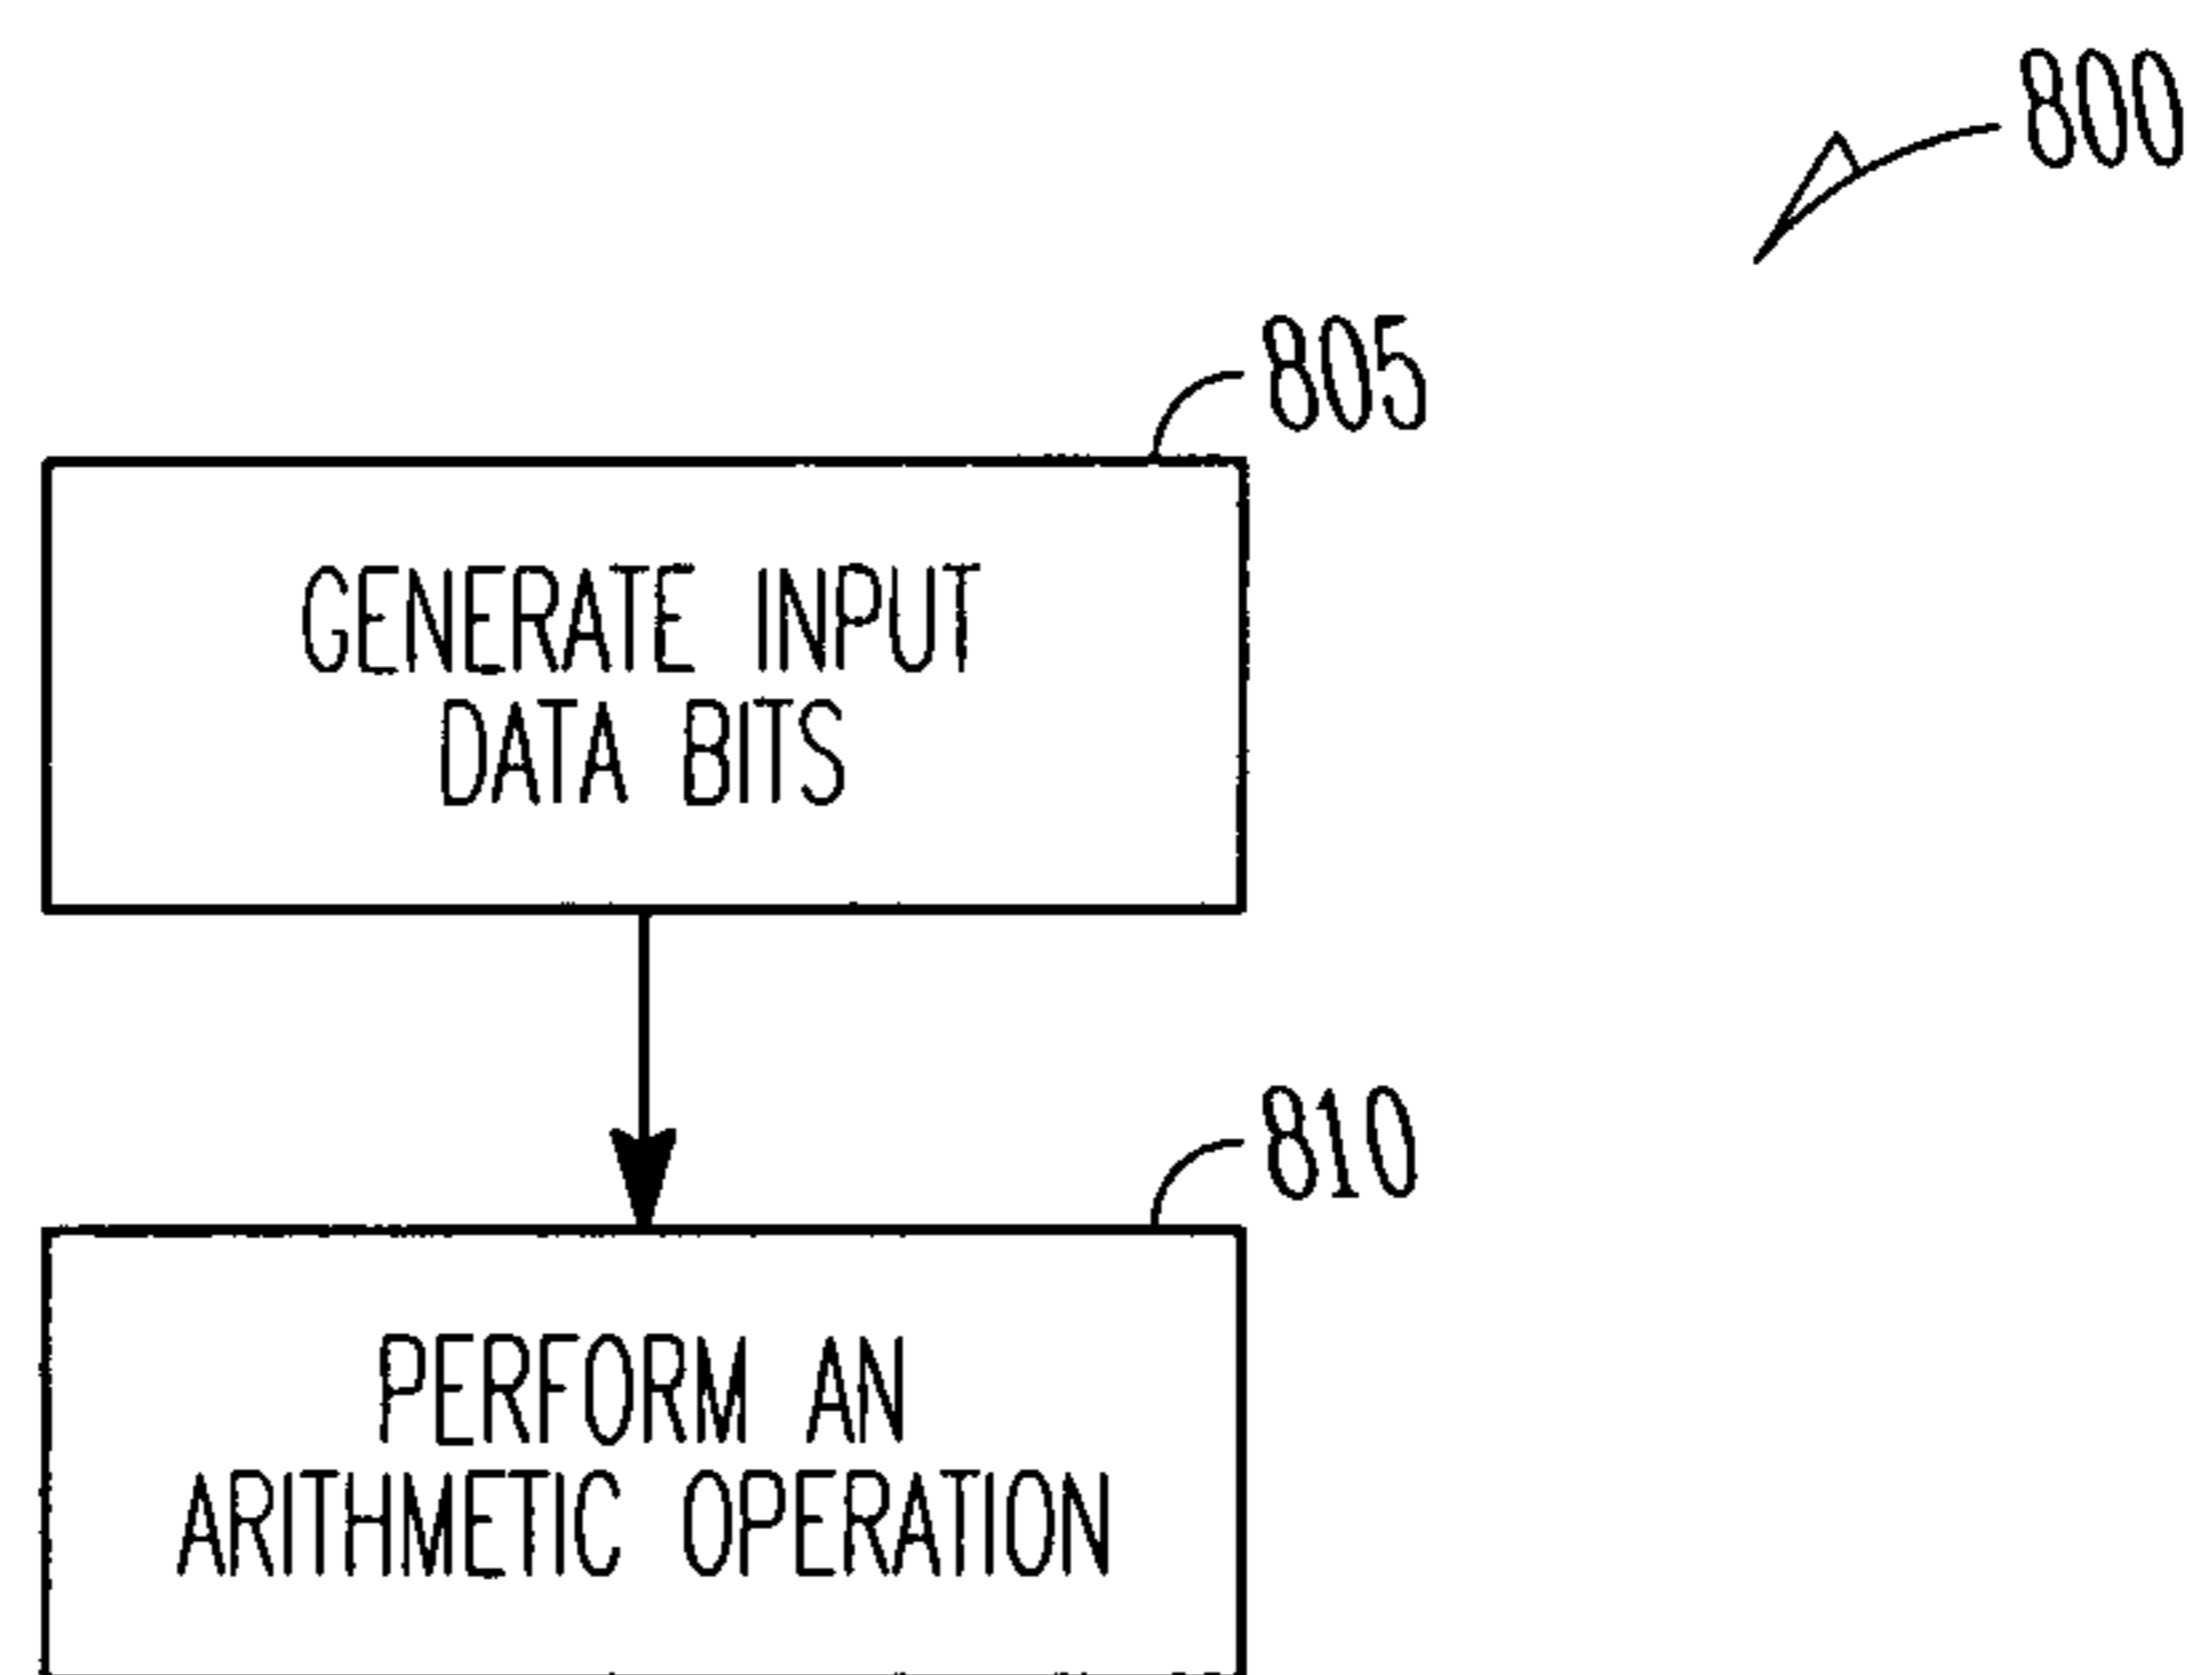 800
805
GENERATE INPUT
DATA BITS
810
PERFORM AN
ARITHMETIC OPERATION